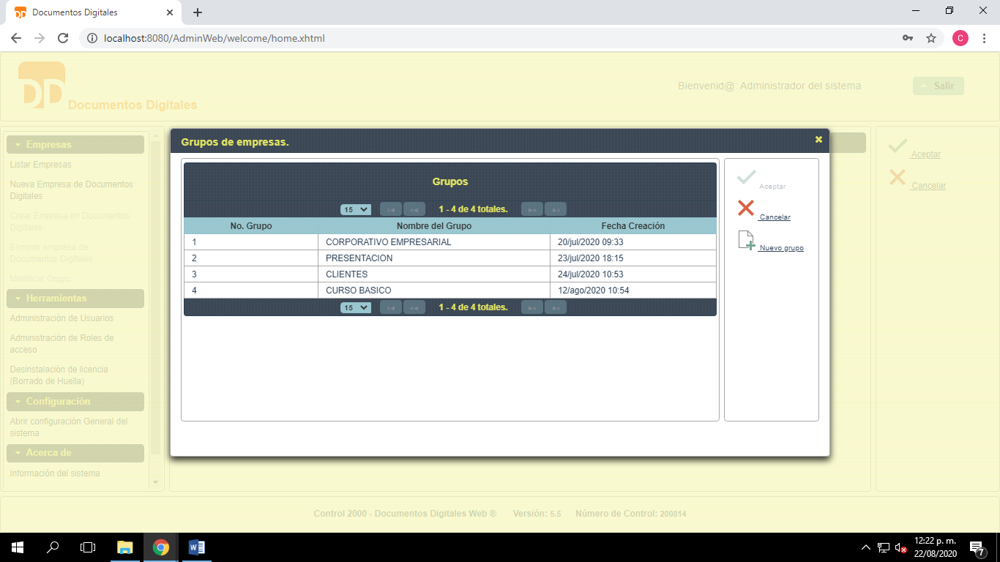 Documentos Digitales
localhost:8080/AdminWeb/welcome/home.xhtml
C
DD
Documentos Digitales
Bienvenid@: Administrador del sistema
Salir
Empresas
Listar Empresas
Nueva Empresa de Documentos
Digitales
Crear Empresa en Documentos
Digitales
Eliminar empresa de
Documentos Digitales
Modificar Grupo
Herramientas
Administración de Usuarios
Administración de Roles de
acceso
Desinstalación de licencia
(Borrado de Huella)
Configuración
Abrir configuración General del
sistema
Acerca de
Información del sistema
Grupos de empresas.
Grupos
15 1 - 4 de 4 totales.
No. Grupo Nombre del Grupo Fecha Creación
1 CORPORATIVO EMPRESARIAL 20/jul/2020 09:33
2 PRESENTACION 23/jul/2020 18:15
3 CLIENTES 24/jul/2020 10:53
4 CURSO BASICO 12/ago/2020 10:54
15 1 - 4 de 4 totales.
Aceptar
Cancelar
Nuevo grupo
Aceptar
Cancelar
Control 2000 - Documentos Digitales Web ® Versión: 5.5 Número de Control: 200814
12:22 p. m.
22/08/2020
7